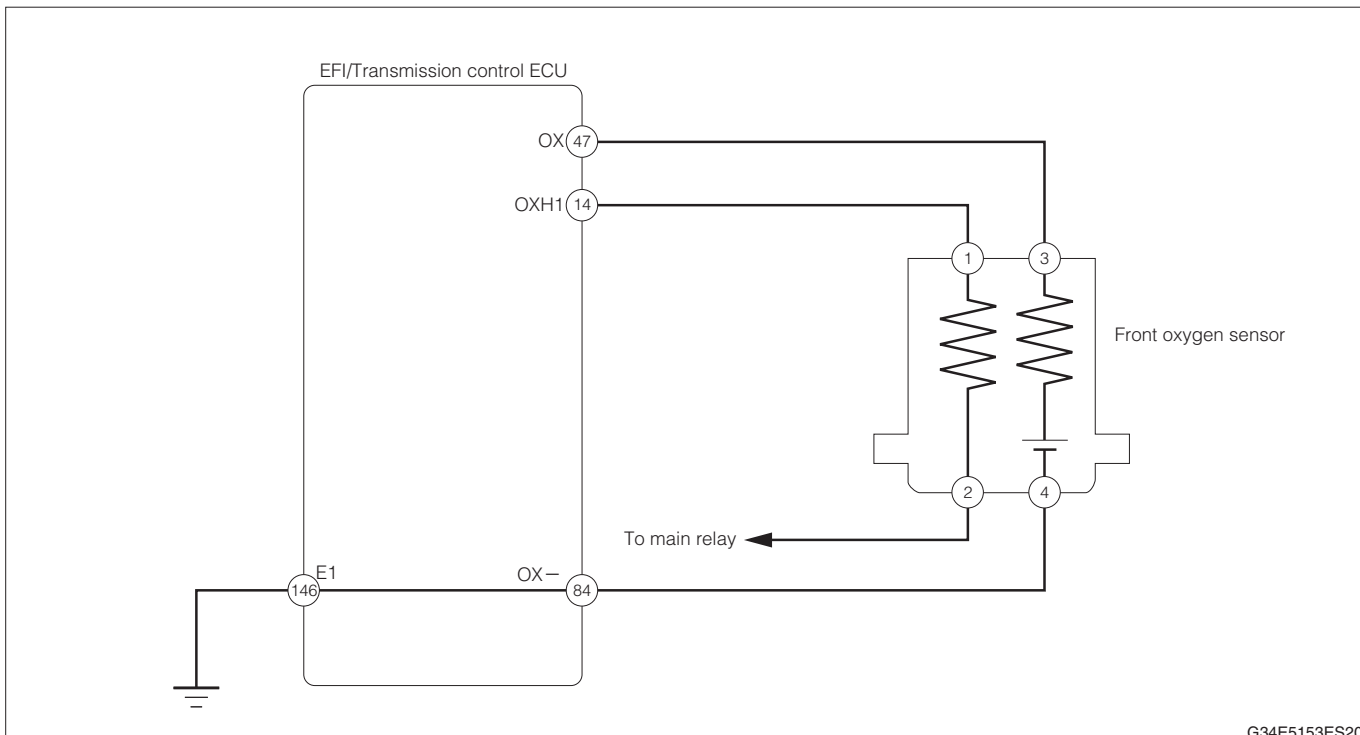 EFI/Transmission control ECU
OX 47
OXH1 14
1 3
Front oxygen sensor
2 4
To main relay
E1
146
OX− 84
G34E5153ES20